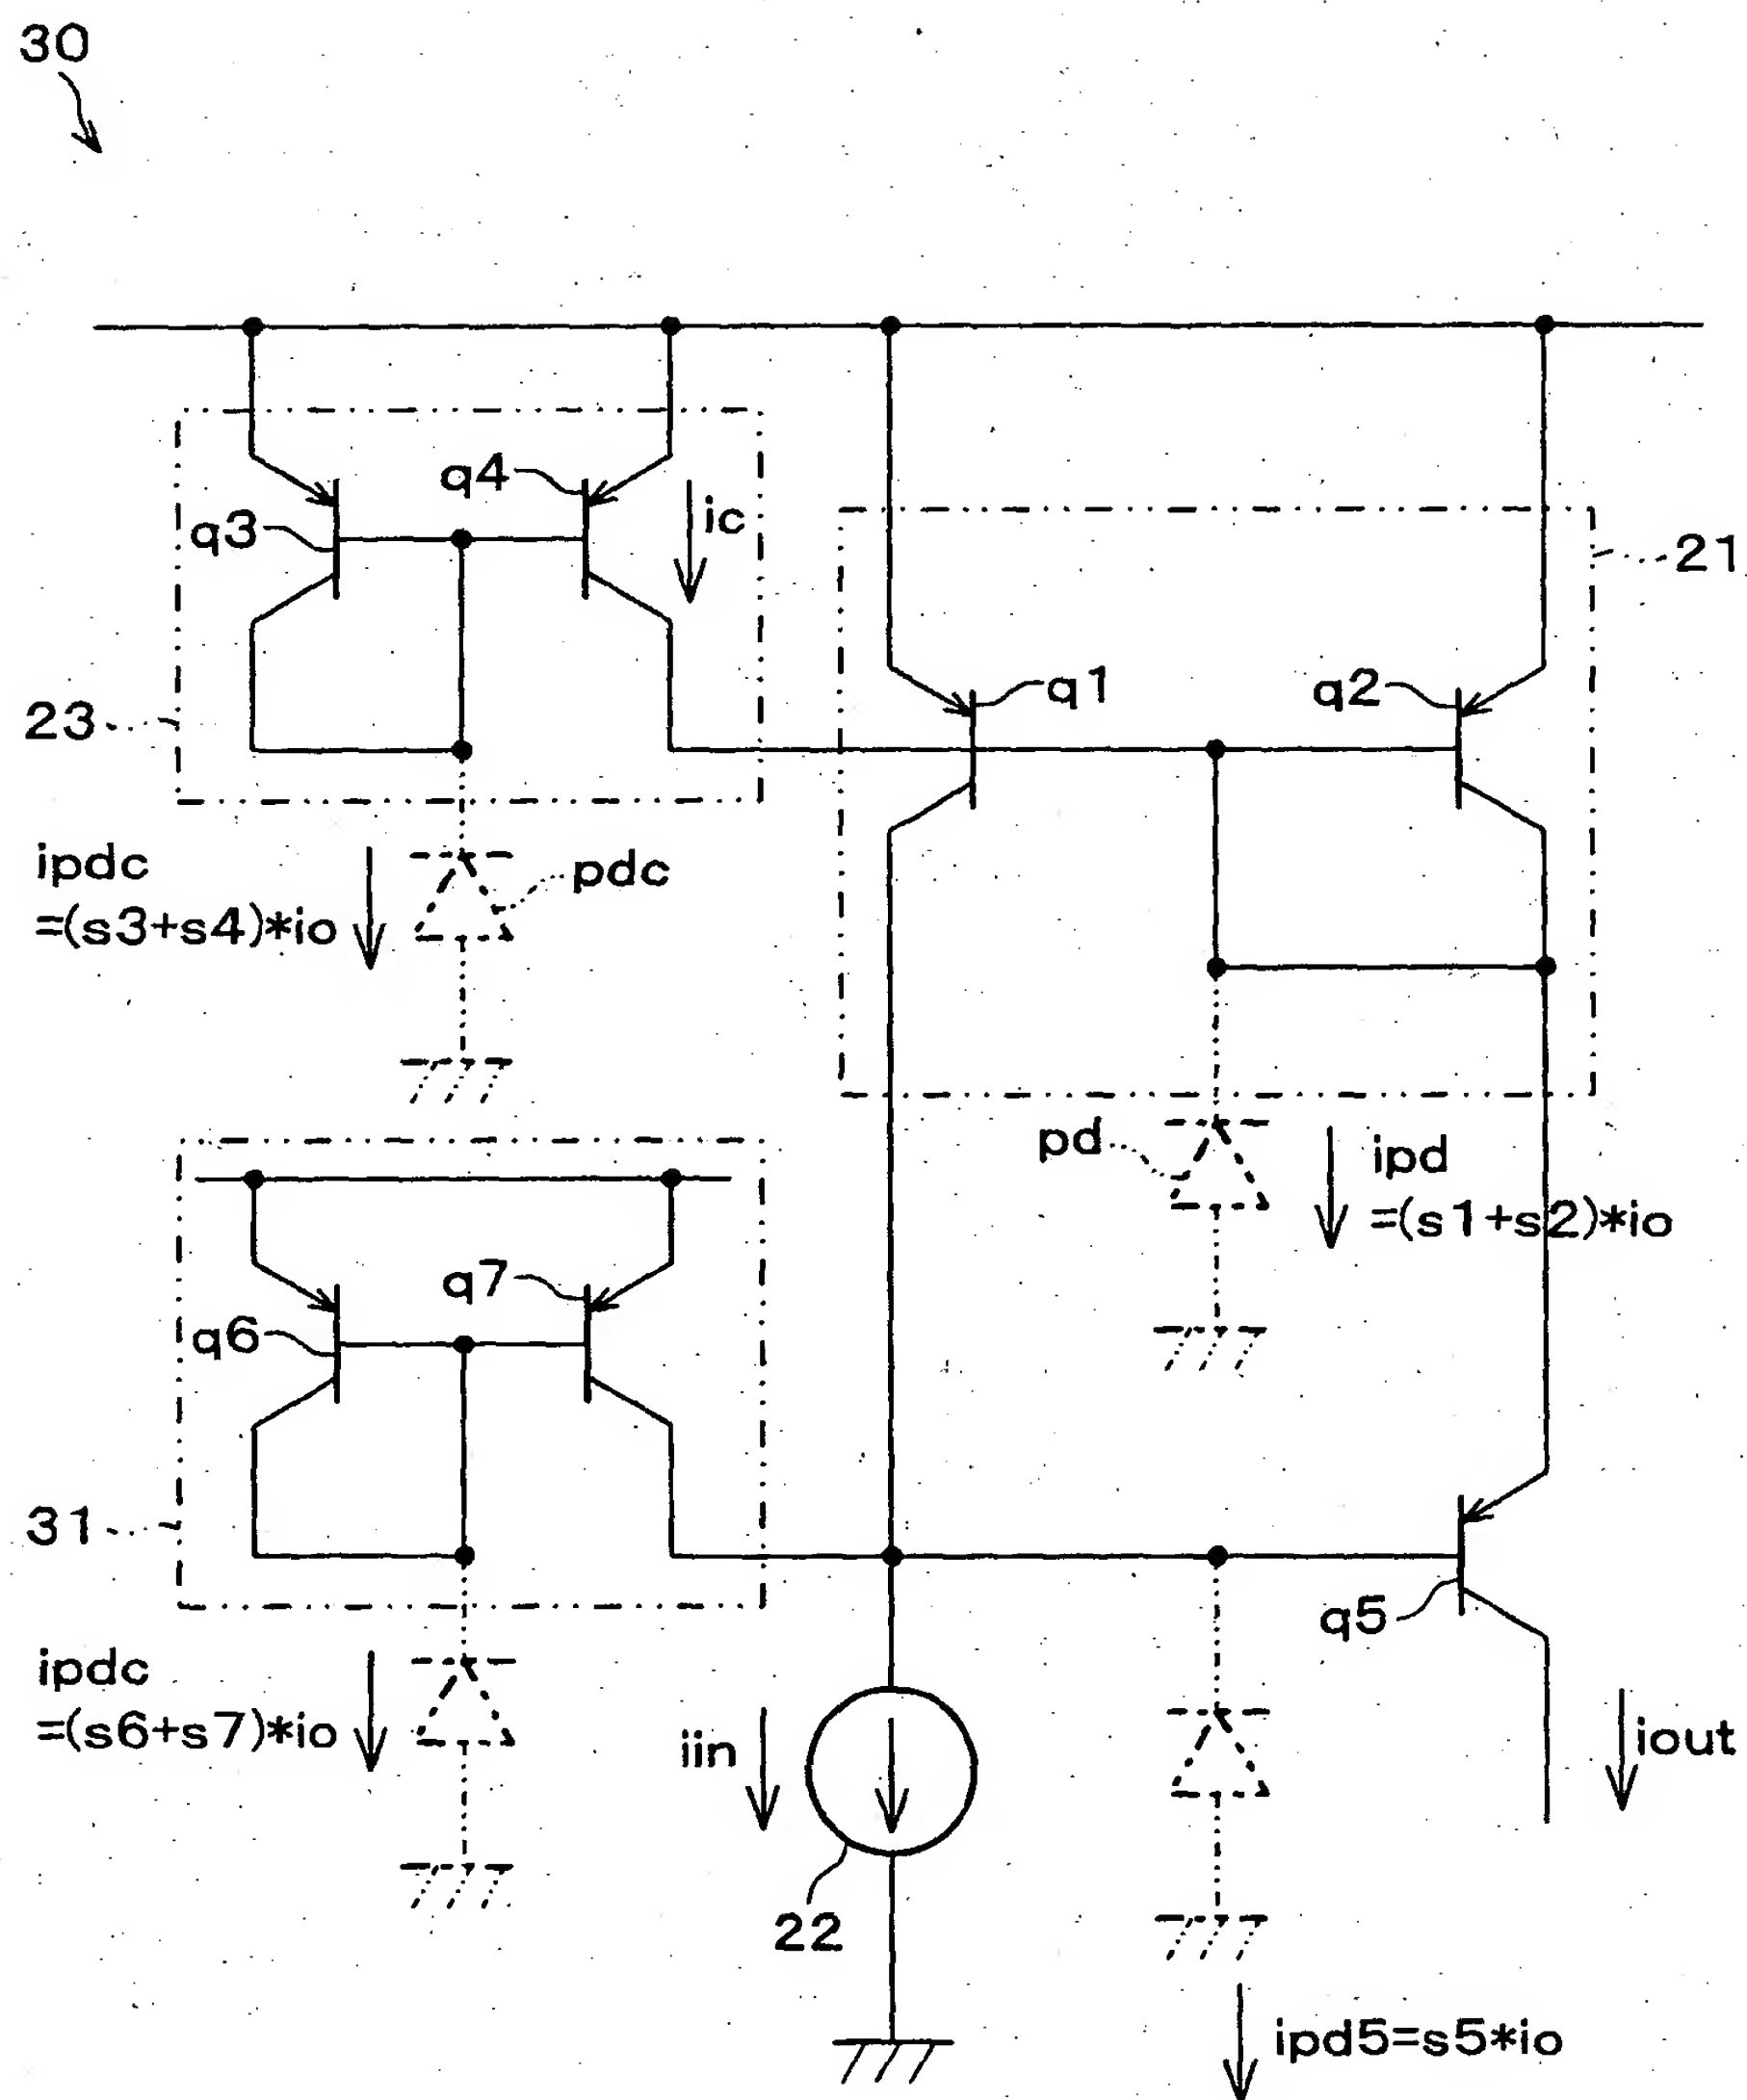 30
q4
ic
q3
21
q1
q2
23
ipdc
=(s3+s4)*io
pdc
pd
ipd
=(s1+s2)*io
q7
q6
31
q5
ipdc
=(s6+s7)*io
iin
iout
22
ipd5=s5*io